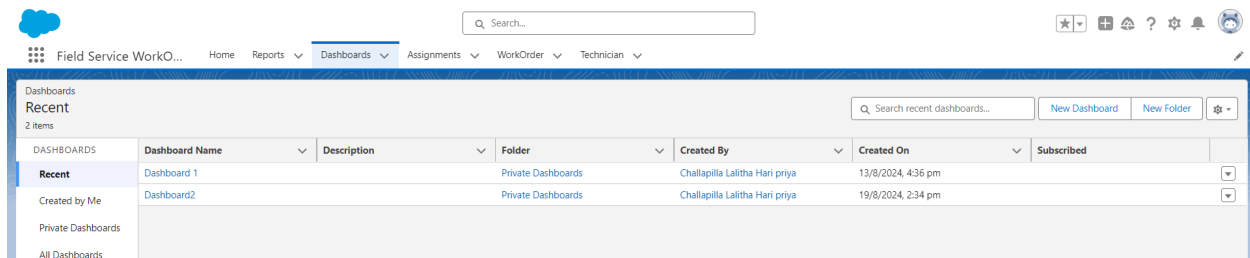 Search...
Field Service WorkO... Home Reports Dashboards Assignments WorkOrder Technician
Dashboards
Recent
2 items
Search recent dashboards...
New Dashboard New Folder
DASHBOARDS Dashboard Name Description Folder Created By Created On Subscribed
Recent Dashboard 1 Private Dashboards Challapilla Lalitha Hari priya 13/8/2024, 4:36 pm
Created by Me Dashboard2 Private Dashboards Challapilla Lalitha Hari priya 19/8/2024, 2:34 pm
Private Dashboards
All Dashboards